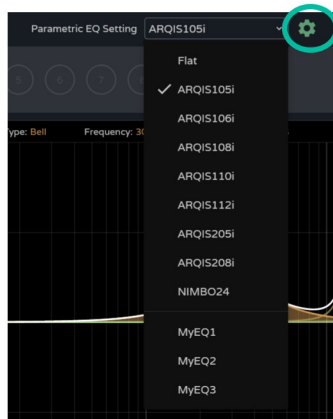 Parametric EQ Setting ARQIS105i
5 6 7
Type: Bell Frequency: 30
Flat
ARQIS105i
ARQIS106i
ARQIS108i
ARQIS110i
ARQIS112i
ARQIS205i
ARQIS208i
NIMBO24
MyEQ1
MyEQ2
MyEQ3